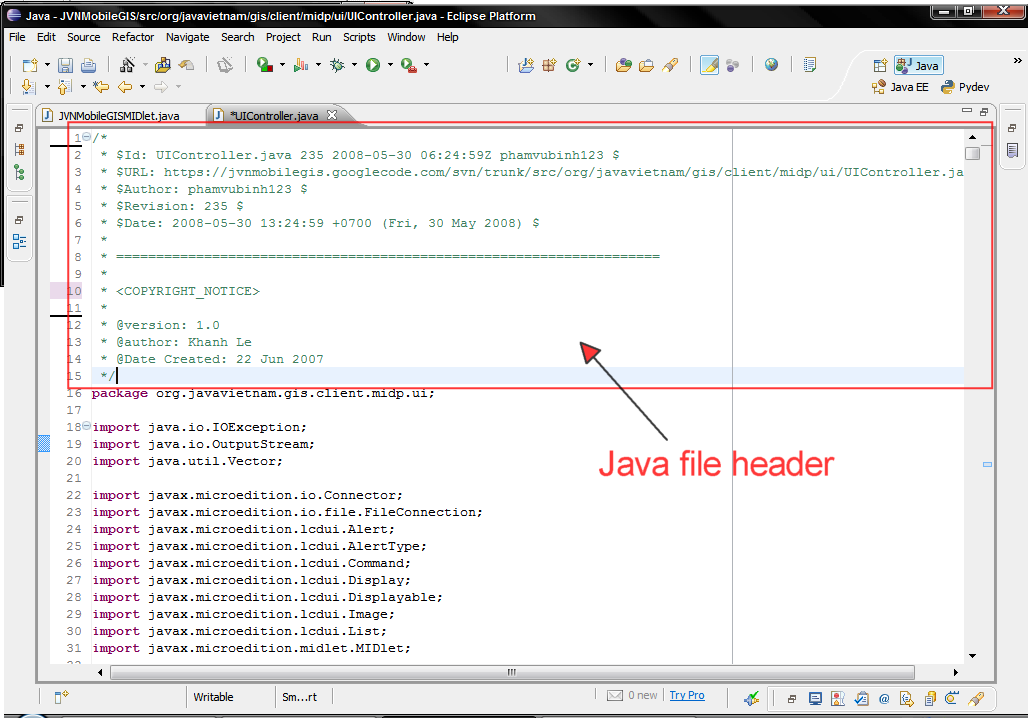 Java - JVNMobileGIS/src/org/javavietnam/gis/client/midp/ui/UIController.java - Eclipse Platform
File Edit Source Refactor Navigate Search Project Run Scripts Window Help
Java
Java EE Pydev
JVNMobileGISMIDlet.java *UIController.java
1 /*
2 * $Id: UIController.java 235 2008-05-30 06:24:59Z phamvubinh123 $
3 * $URL: https://jvnmobilegis.googlecode.com/svn/trunk/src/org/javavietnam/gis/client/midp/ui/UIController.ja
4 * $Author: phamvubinh123 $
5 * $Revision: 235 $
6 * $Date: 2008-05-30 13:24:59 +0700 (Fri, 30 May 2008) $
7 *
8 * ====================================================================
9 *
10 * <COPYRIGHT_NOTICE>
11 *
12 * @version: 1.0
13 * @author: Khanh Le
14 * @Date Created: 22 Jun 2007
15 */
16 package org.javavietnam.gis.client.midp.ui;
17
18 import java.io.IOException;
19 import java.io.OutputStream;
20 import java.util.Vector;
21
22 import javax.microedition.io.Connector;
23 import javax.microedition.io.file.FileConnection;
24 import javax.microedition.lcdui.Alert;
25 import javax.microedition.lcdui.AlertType;
26 import javax.microedition.lcdui.Command;
27 import javax.microedition.lcdui.Display;
28 import javax.microedition.lcdui.Displayable;
29 import javax.microedition.lcdui.Image;
30 import javax.microedition.lcdui.List;
31 import javax.microedition.midlet.MIDlet;
Java file header
Writable Sm...rt 0 new Try Pro